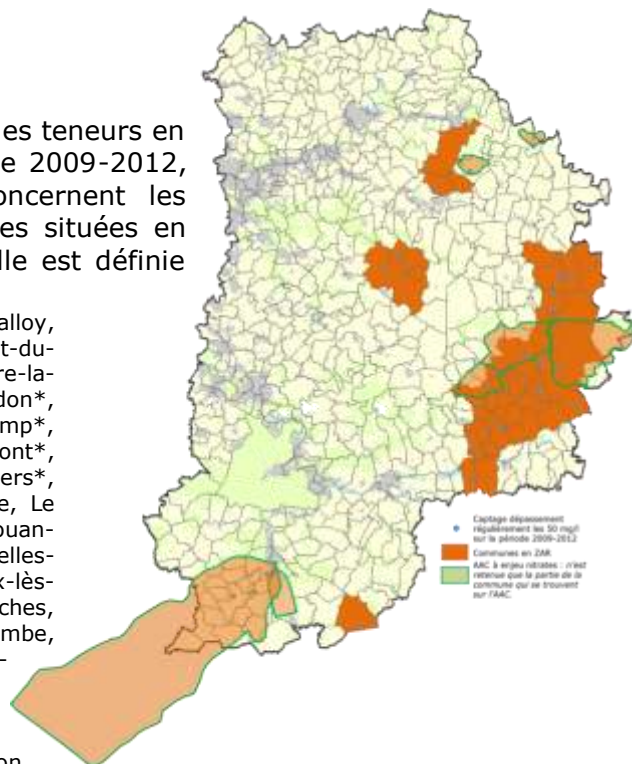 es teneurs en
e 2009-2012,
oncernent les
es situées en
lle est définie
alloy,
t-du-
re-la-
don*,
mp*,
ont*,
ers*,
e, Le
ouan-
elles-
x-lès-
ches,
mbe,
-
on
Captage dépassement
régulièrement les 50 mg/l
sur la période 2009-2012
Communes en ZAR
AAC à enjeu nitrates : n'est
retenue que la partie de la
commune qui se trouvent
sur l'AAC.